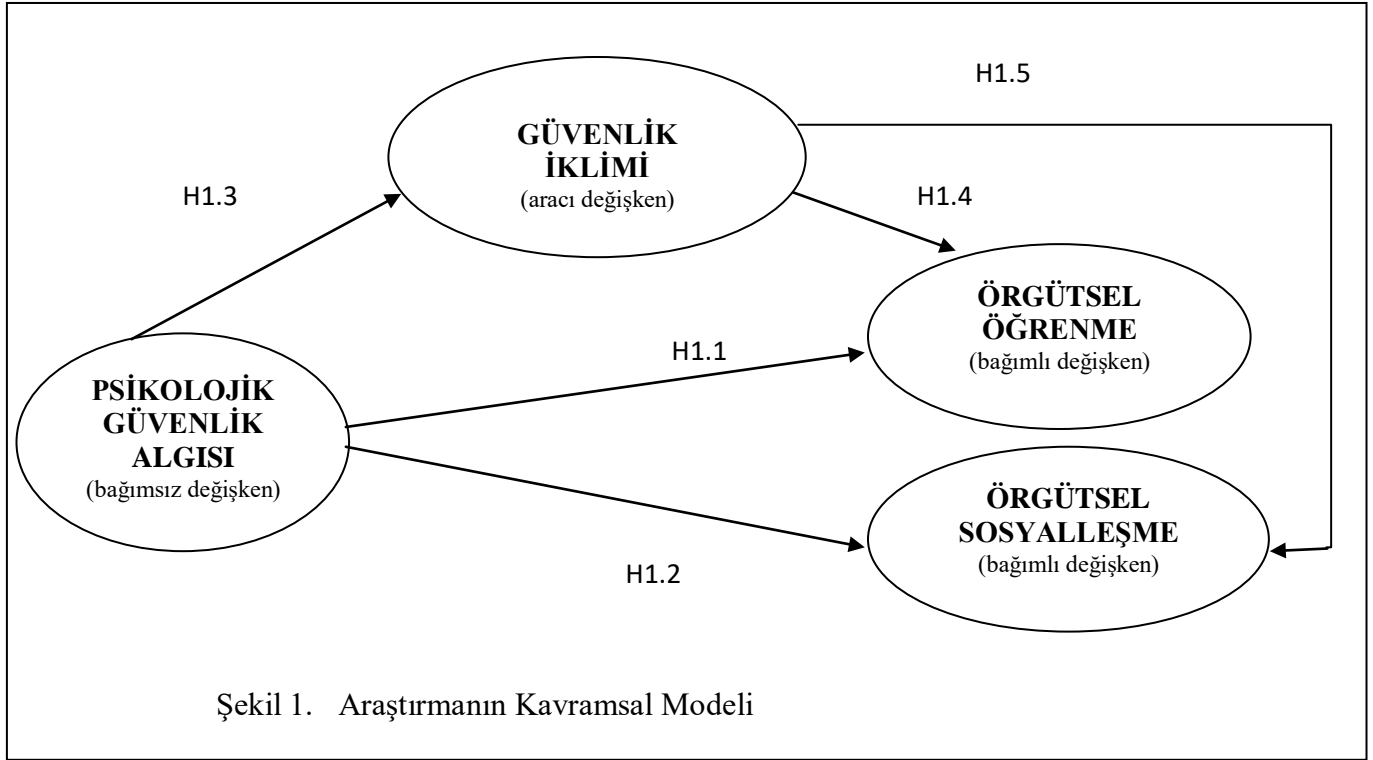 H1.5
GÜVENLİK
İKLİMİ
(aracı değişken)
H1.3
H1.4
ÖRGÜTSEL
ÖĞRENME
(bağımlı değişken)
H1.1
PSİKOLOJİK
GÜVENLİK
ALGISI
(bağımsız değişken)
ÖRGÜTSEL
SOSYALLEŞME
(bağımlı değişken)
H1.2
Şekil 1. Araştırmanın Kavramsal Modeli